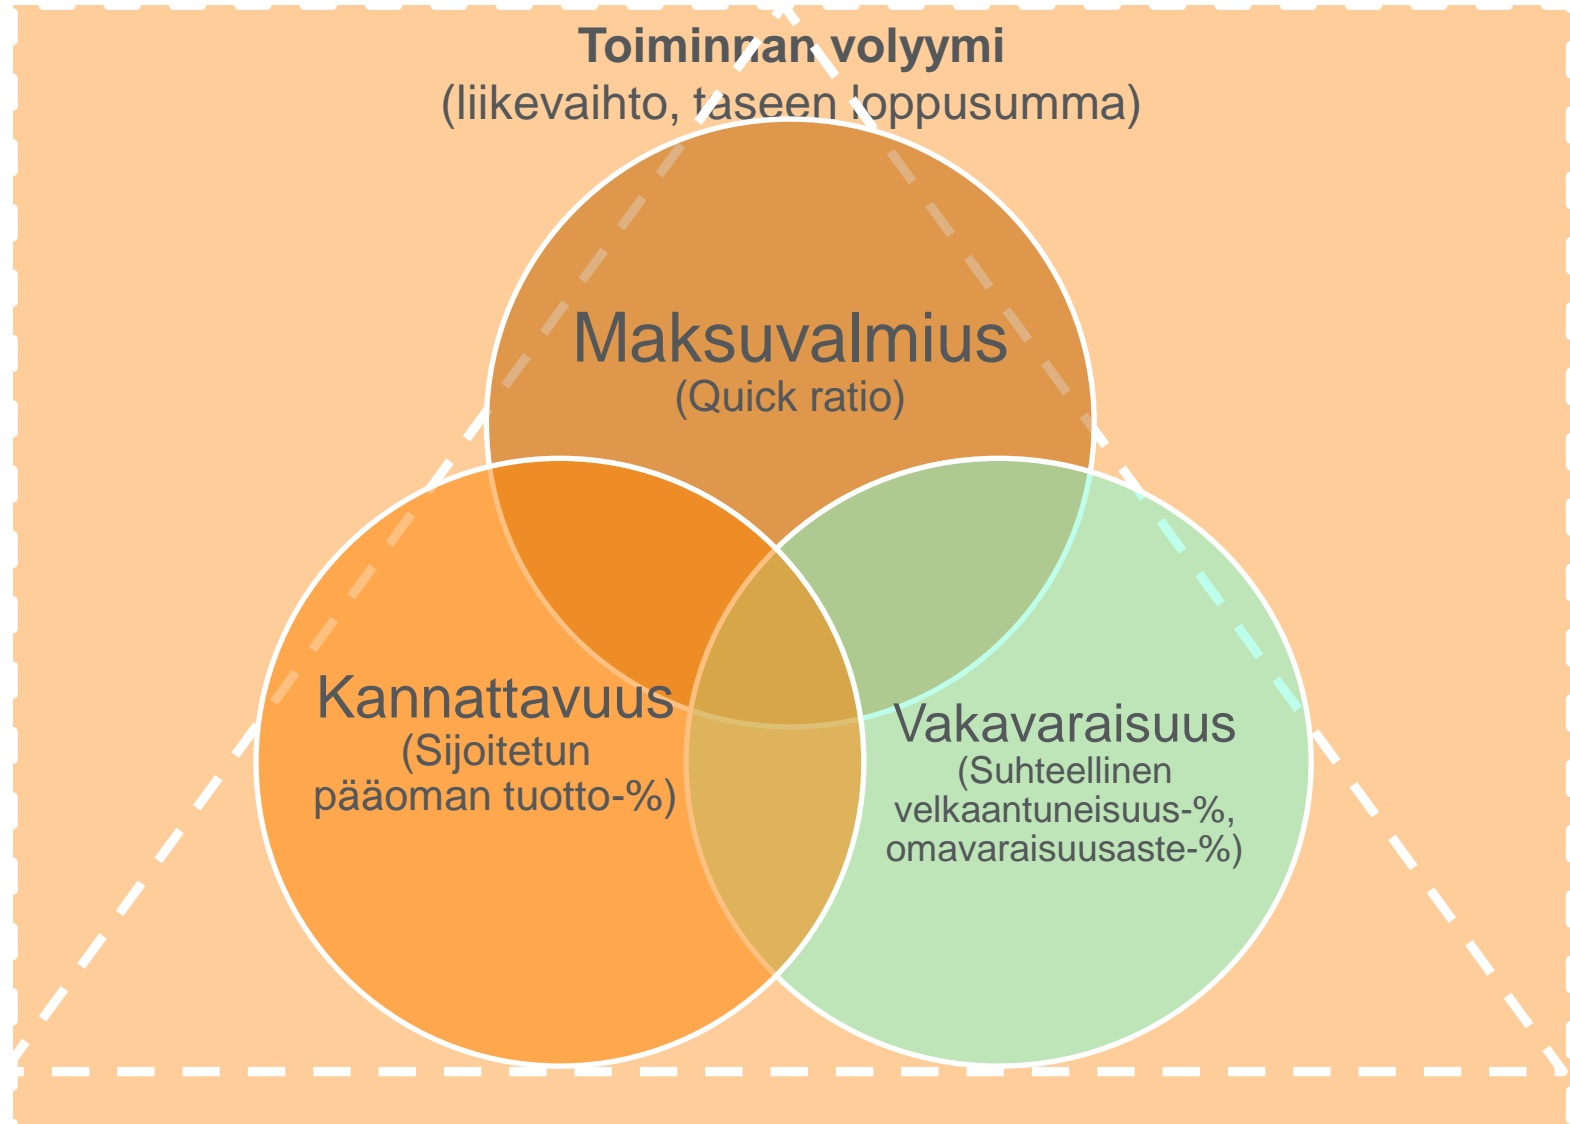 Toiminnan volyymi
(liikevaihto, taseen loppusumma)
Maksuvalmius
(Quick ratio)
Kannattavuus
(Sijoitetun
pääoman tuotto-%)
Vakavaraisuus
(Suhteellinen
velkaantuneisuus-%,
omavaraisuusaste-%)